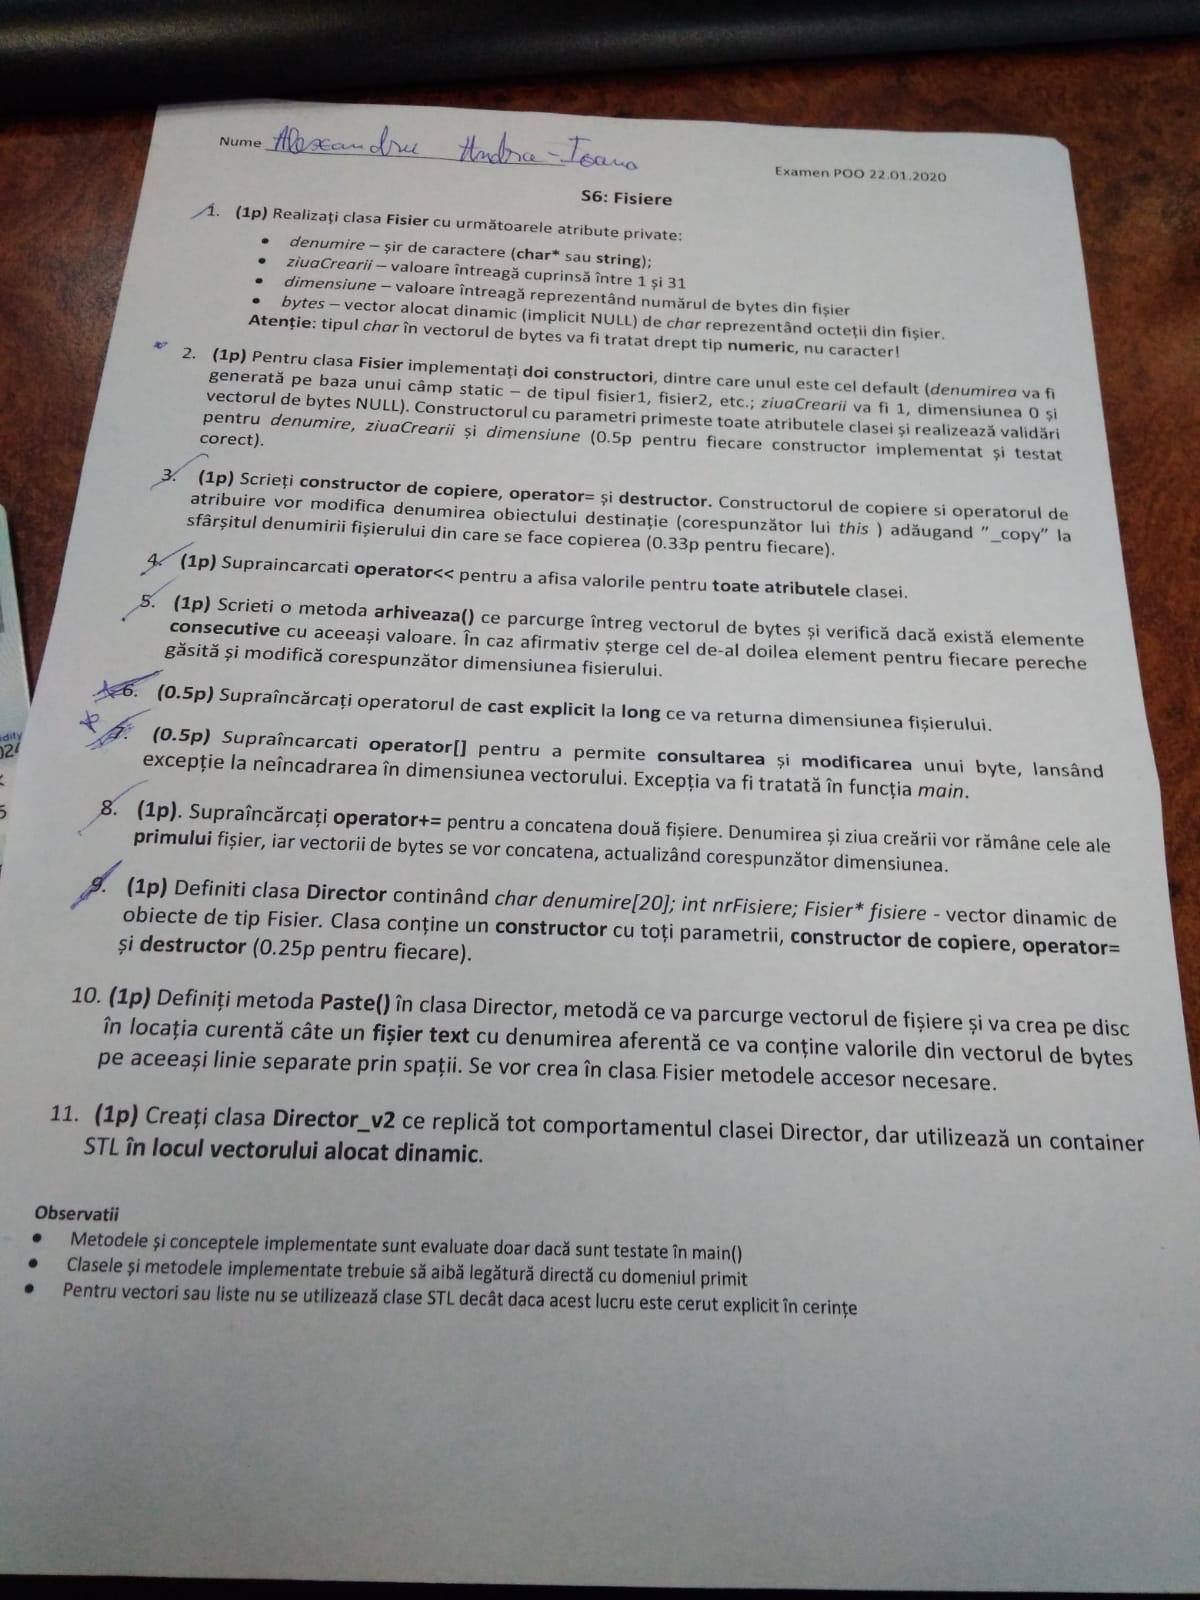 Nume Alexandru Andra-Ioana
Examen POO 22.01.2020
S6: Fisiere
1. (1p) Realizați clasa Fisier cu următoarele atribute private:
• denumire – șir de caractere (char* sau string);
• ziuaCrearii – valoare întreagă cuprinsă între 1 și 31
• dimensiune – valoare întreagă reprezentând numărul de bytes din fișier
• bytes – vector alocat dinamic (implicit NULL) de char reprezentând octeții din fișier.
Atenție: tipul char în vectorul de bytes va fi tratat drept tip numeric, nu caracter!
2. (1p) Pentru clasa Fisier implementați doi constructori, dintre care unul este cel default (denumirea va fi
generată pe baza unui câmp static – de tipul fisier1, fisier2, etc.; ziuaCrearii va fi 1, dimensiunea 0 și
vectorul de bytes NULL). Constructorul cu parametri primeste toate atributele clasei și realizează validări
pentru denumire, ziuaCrearii și dimensiune (0.5p pentru fiecare constructor implementat și testat
corect).
3. (1p) Scrieți constructor de copiere, operator= și destructor. Constructorul de copiere si operatorul de
atribuire vor modifica denumirea obiectului destinație (corespunzător lui this ) adăugand "_copy" la
sfârșitul denumirii fișierului din care se face copierea (0.33p pentru fiecare).
4. (1p) Supraincarcati operator<< pentru a afisa valorile pentru toate atributele clasei.
5. (1p) Scrieti o metoda arhiveaza() ce parcurge întreg vectorul de bytes și verifică dacă există elemente
consecutive cu aceeași valoare. În caz afirmativ șterge cel de-al doilea element pentru fiecare pereche
găsită și modifică corespunzător dimensiunea fisierului.
6. (0.5p) Supraîncărcați operatorul de cast explicit la long ce va returna dimensiunea fișierului.
7. (0.5p) Supraîncarcati operator[] pentru a permite consultarea și modificarea unui byte, lansând
excepție la neîncadrarea în dimensiunea vectorului. Excepția va fi tratată în funcția main.
8. (1p). Supraîncărcați operator+= pentru a concatena două fișiere. Denumirea și ziua creării vor rămâne cele ale
primului fișier, iar vectorii de bytes se vor concatena, actualizând corespunzător dimensiunea.
9. (1p) Definiti clasa Director continând char denumire[20]; int nrFisiere; Fisier* fisiere - vector dinamic de
obiecte de tip Fisier. Clasa conține un constructor cu toți parametrii, constructor de copiere, operator=
și destructor (0.25p pentru fiecare).
10. (1p) Definiți metoda Paste() în clasa Director, metodă ce va parcurge vectorul de fișiere și va crea pe disc
în locația curentă câte un fișier text cu denumirea aferentă ce va conține valorile din vectorul de bytes
pe aceeași linie separate prin spații. Se vor crea în clasa Fisier metodele accesor necesare.
11. (1p) Creați clasa Director_v2 ce replică tot comportamentul clasei Director, dar utilizează un container
STL în locul vectorului alocat dinamic.
Observatii
• Metodele și conceptele implementate sunt evaluate doar dacă sunt testate în main()
• Clasele și metodele implementate trebuie să aibă legătură directă cu domeniul primit
• Pentru vectori sau liste nu se utilizează clase STL decât daca acest lucru este cerut explicit în cerințe